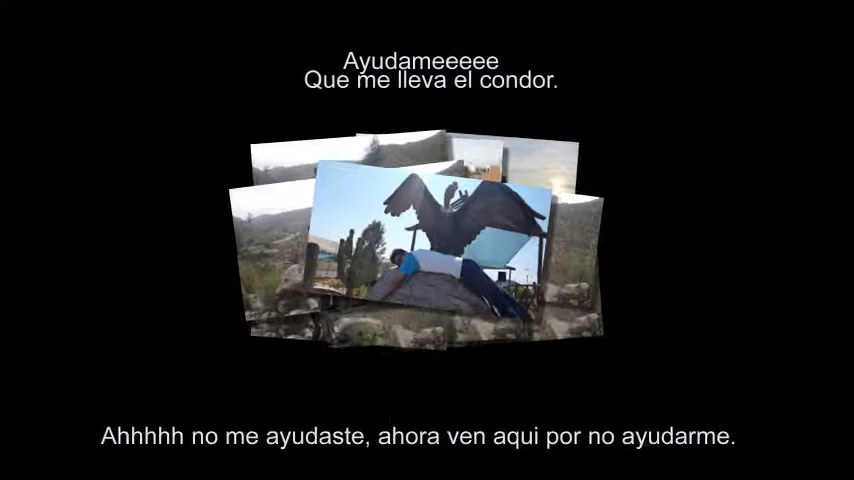 Ayudameeeee
Que me lleva el condor.
Ahhhhh no me ayudaste, ahora ven aqui por no ayudarme.